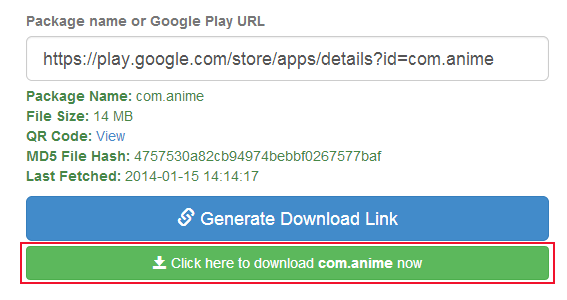 Package name or Google Play URL
https://play.google.com/store/apps/details?id=com.anime
Package Name: com.anime
File Size: 14 MB
QR Code: View
MD5 File Hash: 4757530a82cb94974bebbf0267577baf
Last Fetched: 2014-01-15 14:14:17
Generate Download Link
Click here to download com.anime now